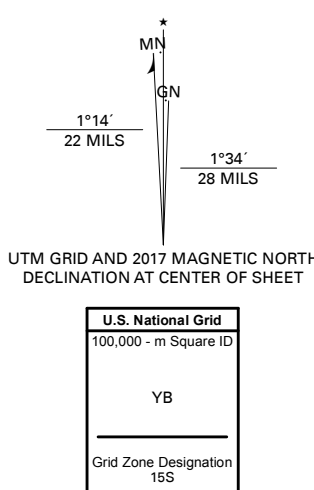 ★
MN
GN
1°14´
22 MILS
1°34´
28 MILS
UTM GRID AND 2017 MAGNETIC NORTH
DECLINATION AT CENTER OF SHEET
U.S. National Grid
100,000 - m Square ID
YB
Grid Zone Designation
15S